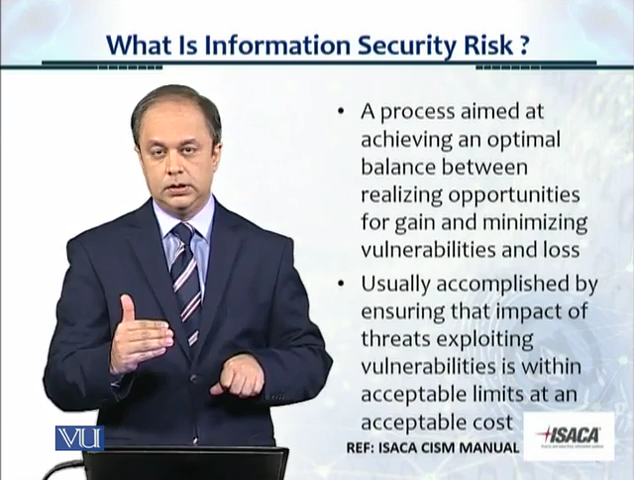 What Is Information Security Risk ?
• A process aimed at
achieving an optimal
balance between
realizing opportunities
for gain and minimizing
vulnerabilities and loss
• Usually accomplished by
ensuring that impact of
threats exploiting
vulnerabilities is within
acceptable limits at an
acceptable cost
REF: ISACA CISM MANUAL
ISACA
VU